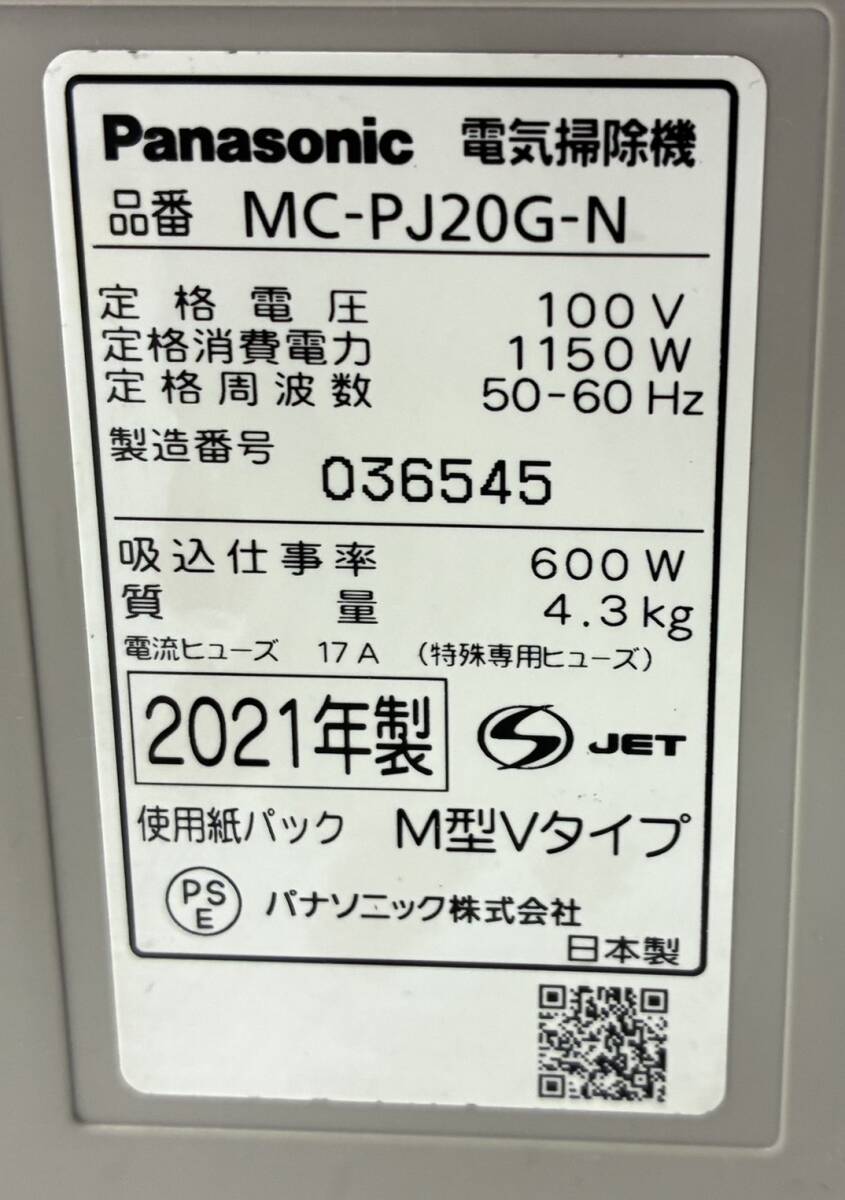 Panasonic 電気掃除機
品番 MC-PJ20G-N
定格電圧 100V
定格消費電力 1150W
定格周波数 50-60Hz
製造番号 036545
吸込仕事率 600W
質量 4.3kg
電流ヒューズ 17A (特殊専用ヒューズ)
2021年製 S JET
使用紙パック M型Vタイプ
PSE パナソニック株式会社
日本製